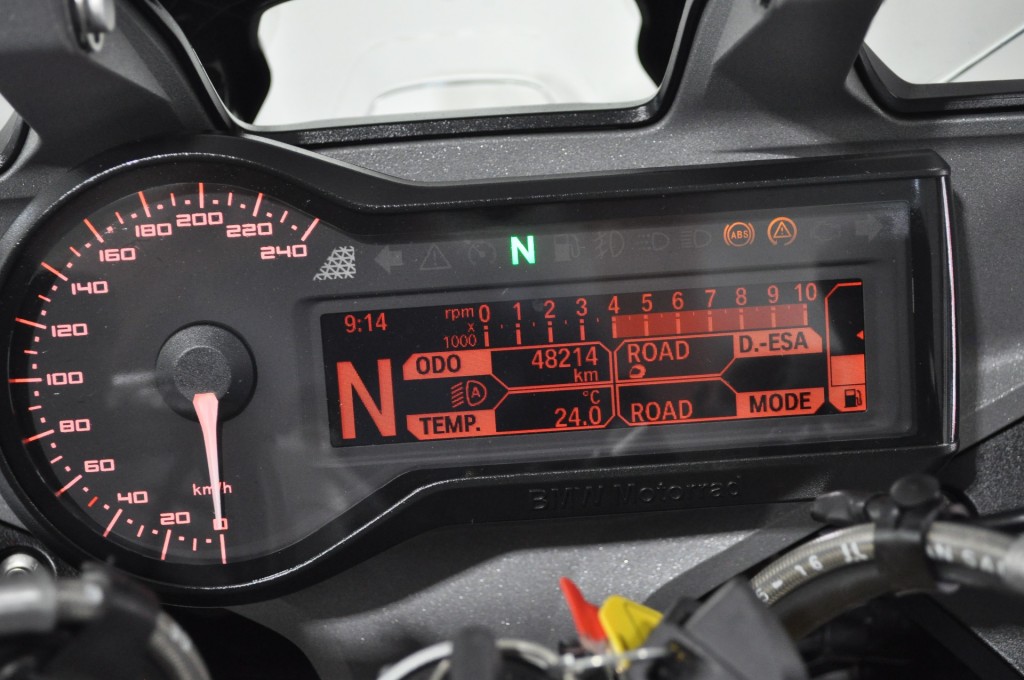 240
220
200
180
160
140
120
100
80
60
40
20
0
km/h
N
ABS
9:14
rpm
x
1000
0 1 2 3 4 5 6 7 8 9 10
N
ODO 48214
km
ROAD D.-ESA
A
°C
TEMP. 24.0
ROAD MODE
BMW Motorrad